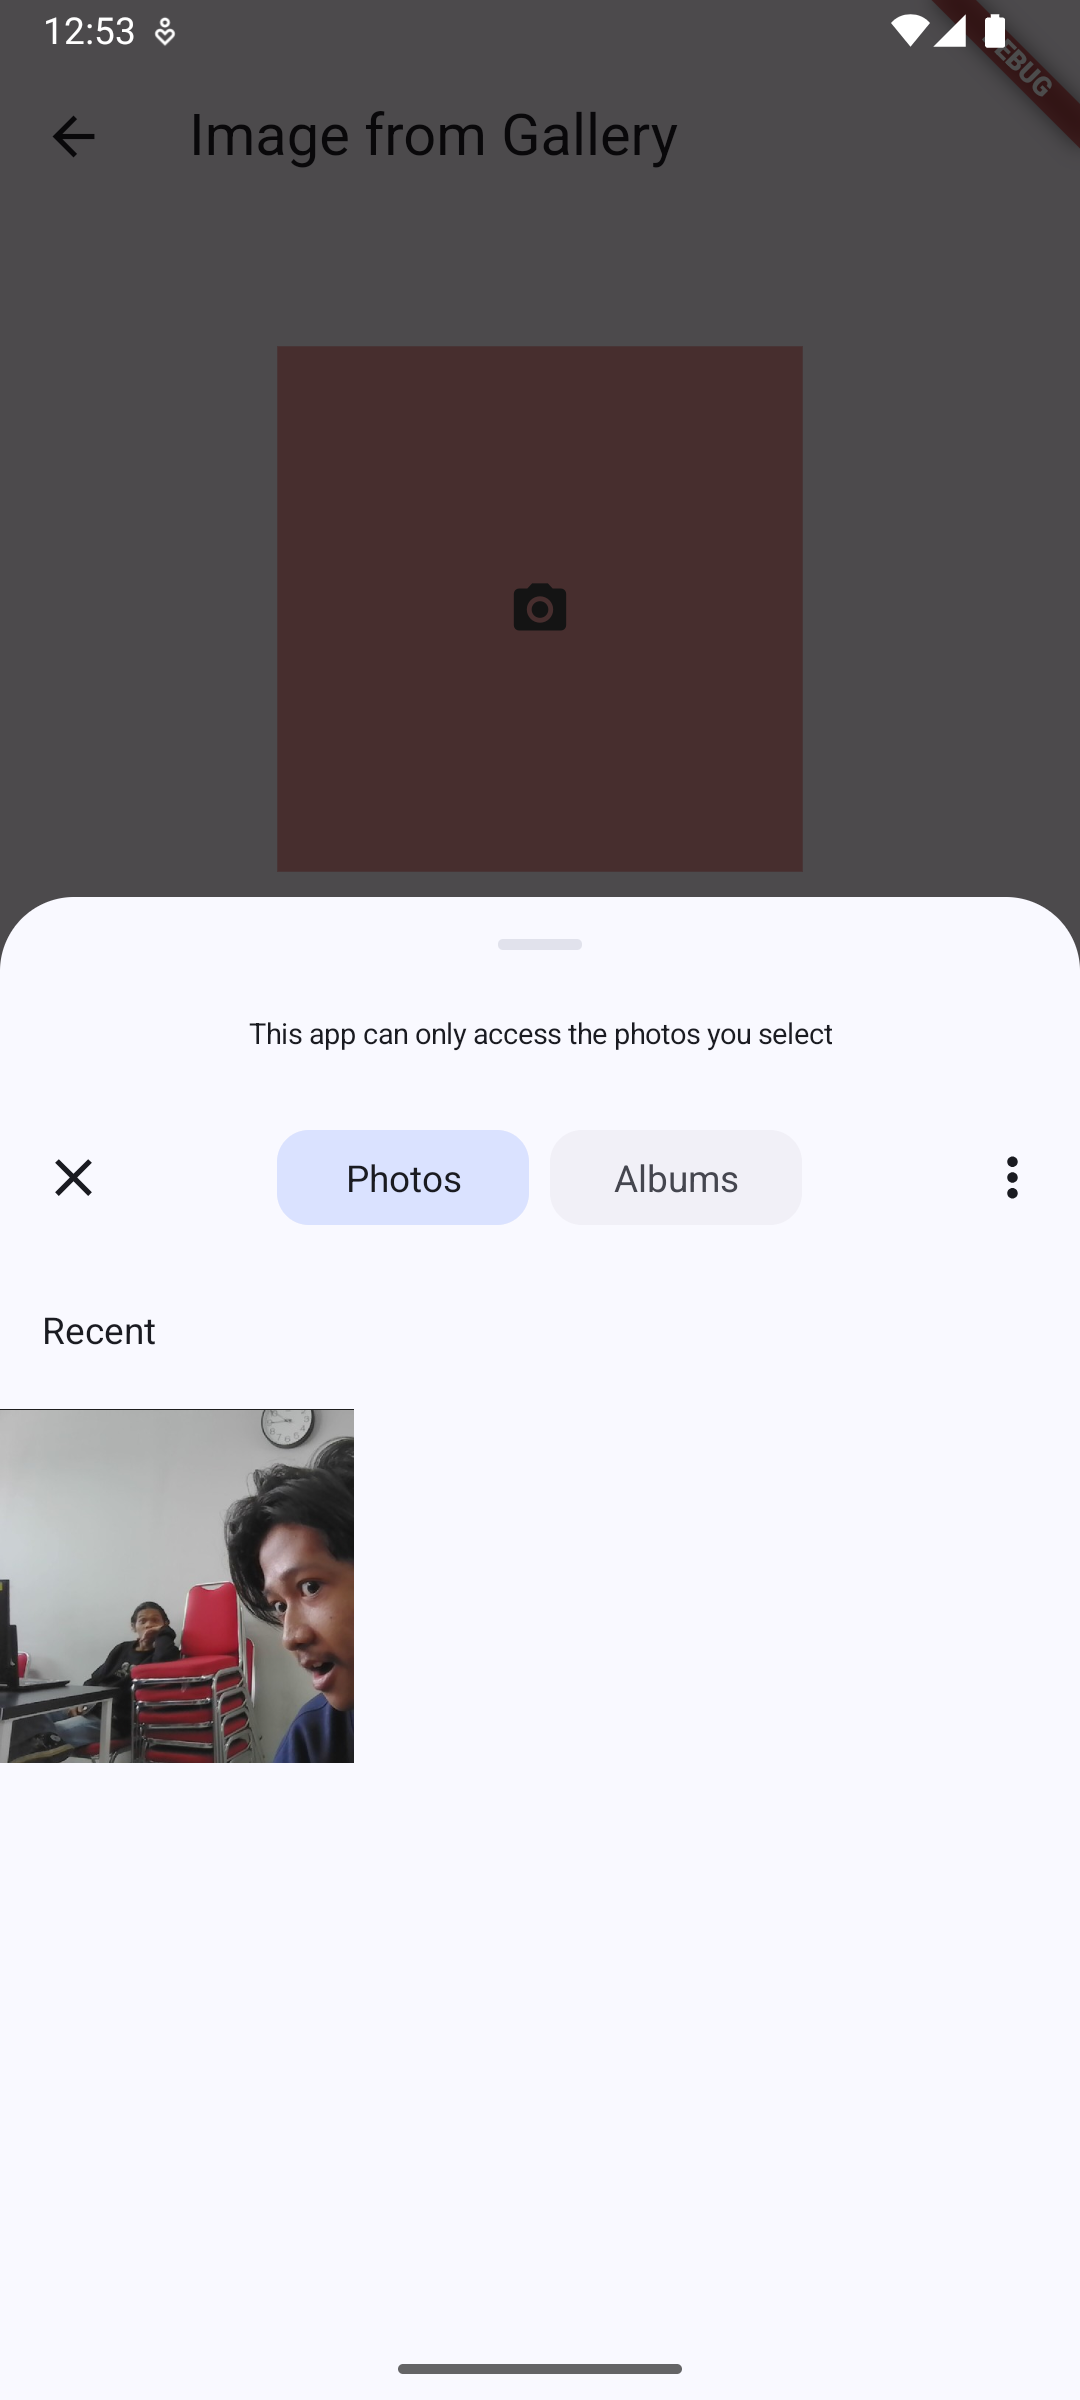 12:53
EBUG
Image from Gallery
This app can only access the photos you select
Photos
Albums
Recent